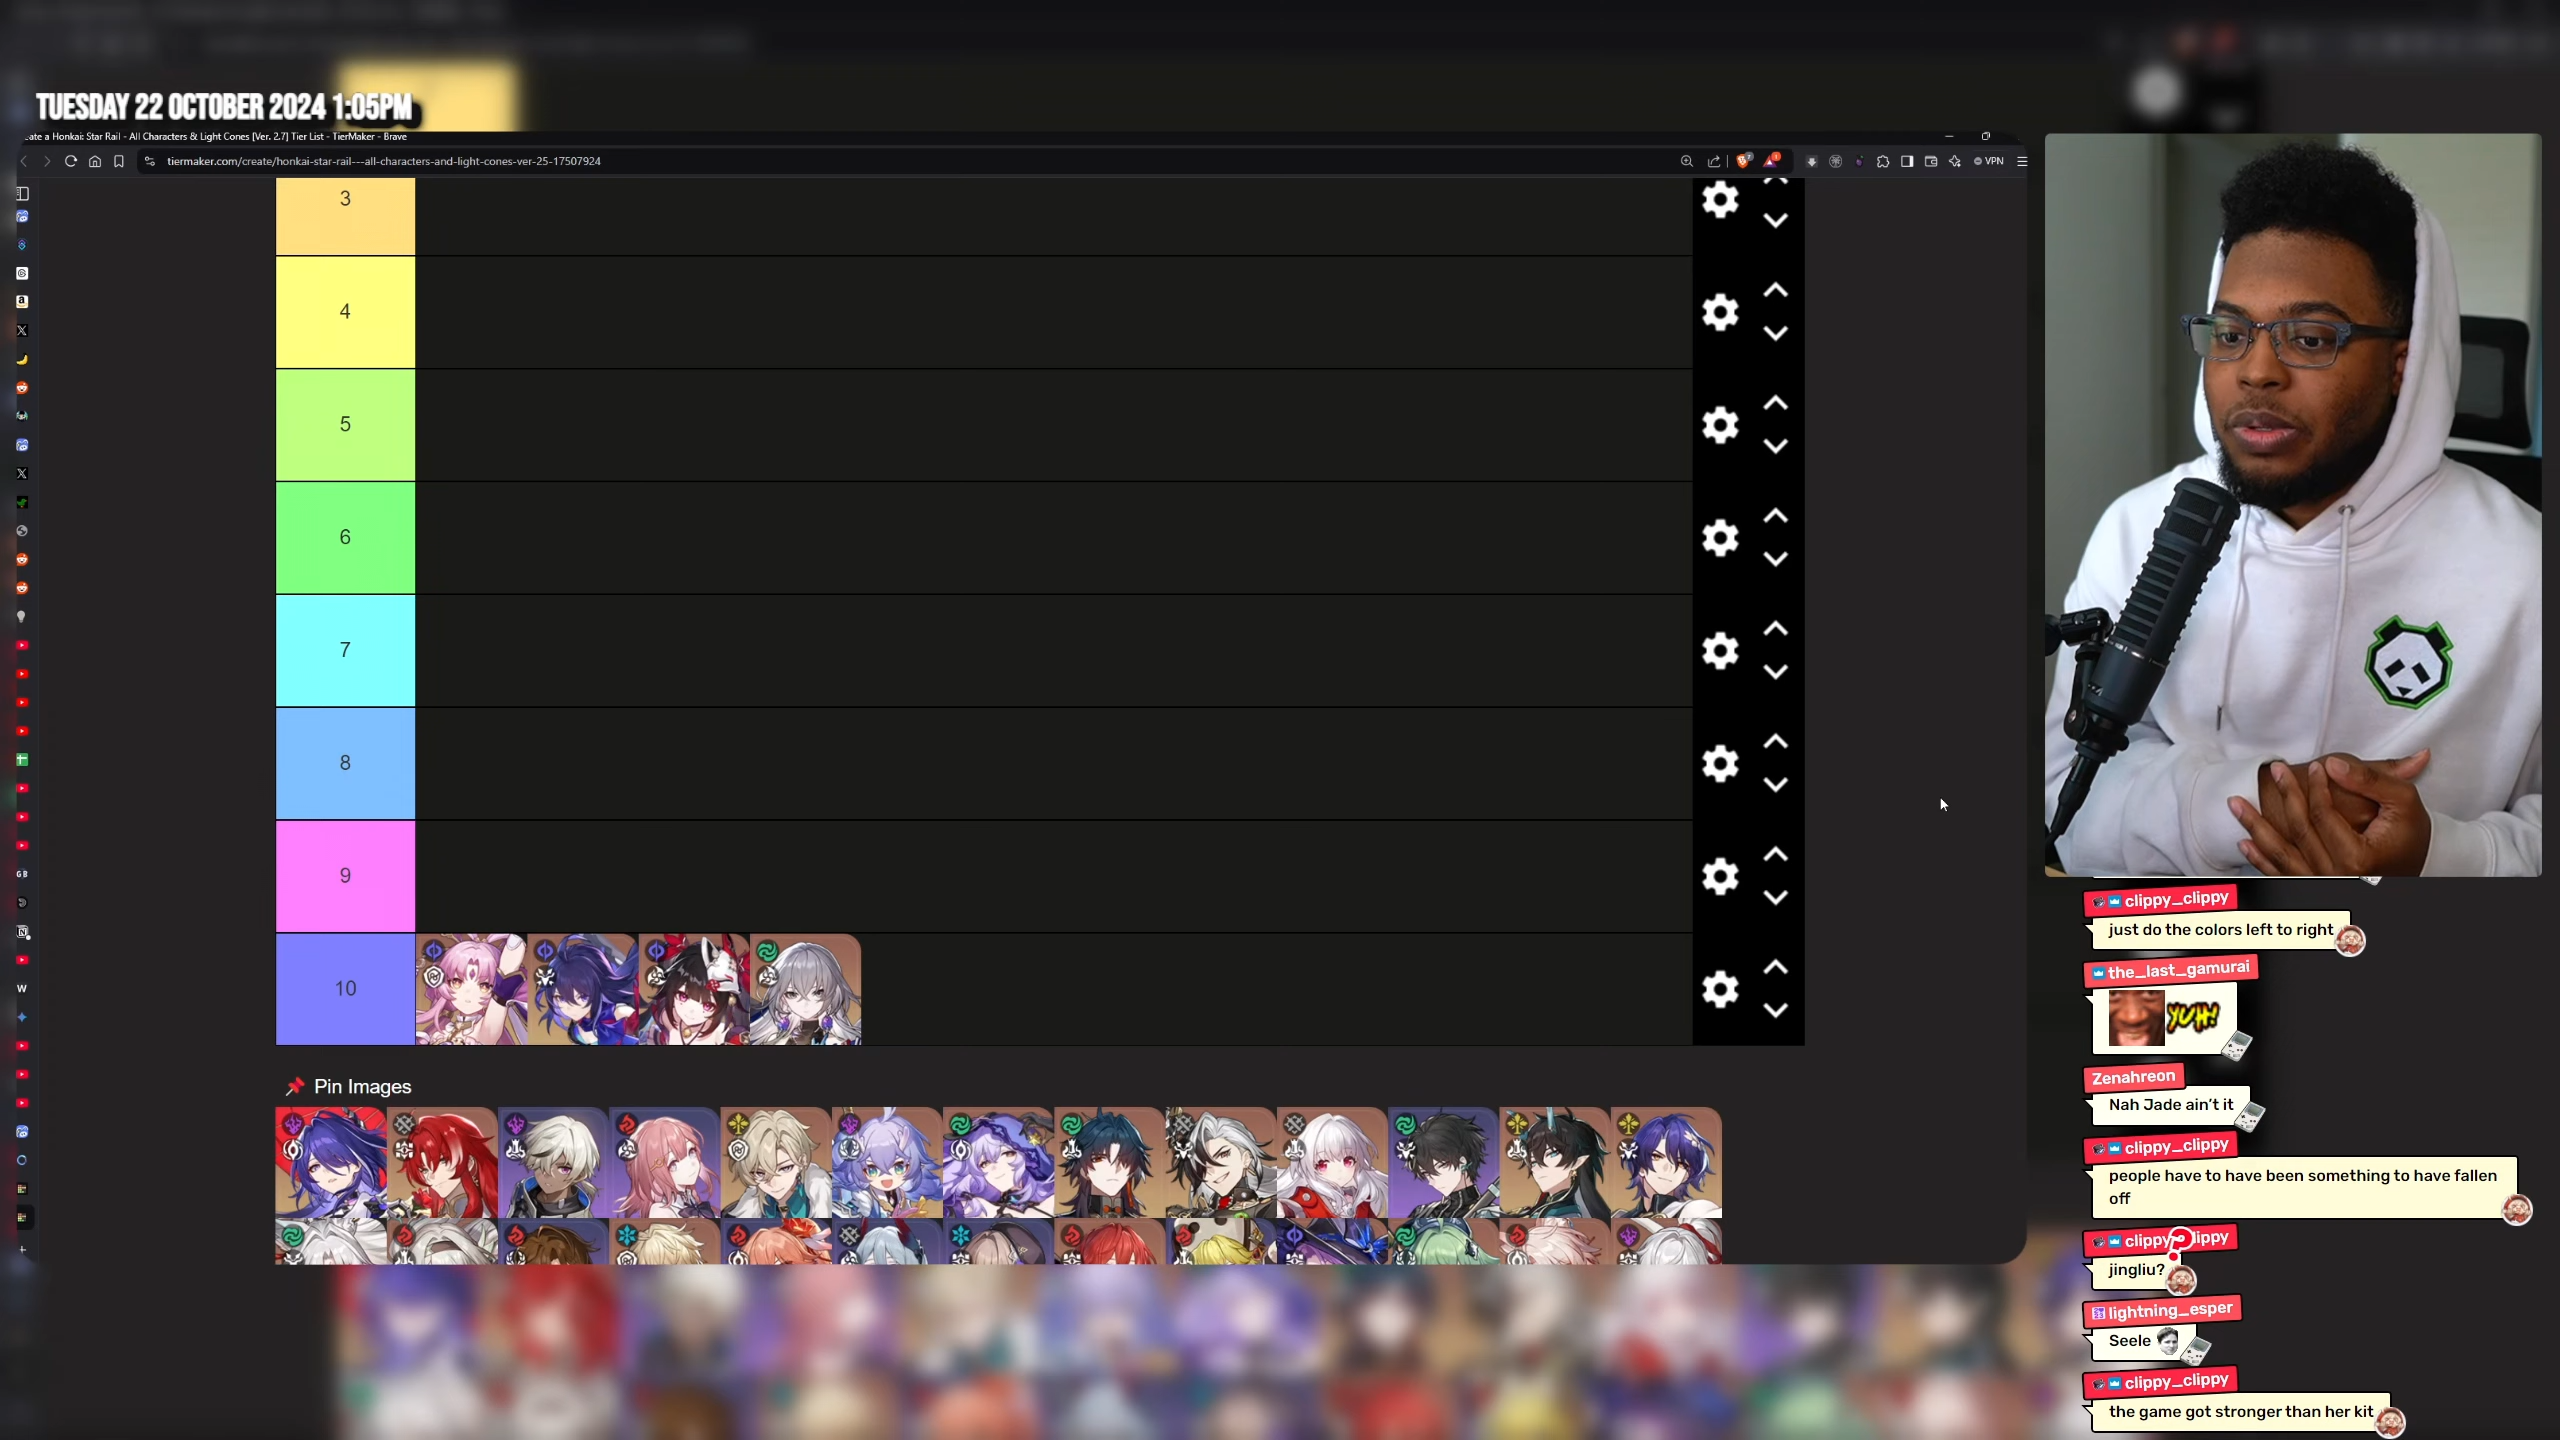 TUESDAY 22 OCTOBER 2024 1:05PM
ate a Honkai: Star Rail - All Characters & Light Cones [Ver. 2.7] Tier List - TierMaker - Brave
tiermaker.com/create/honkai-star-rail---all-characters-and-light-cones-ver-25-17507924
VPN
3
4
5
6
7
8
9
10
📌 Pin Images
clippy_clippy
just do the colors left to right
the_last_gamurai
YUH!
Zenahreon
Nah Jade ain't it
clippy_clippy
people have to have been something to have fallen
off
jingliu?
lightning_esper
Seele
clippy_clippy
the game got stronger than her kit